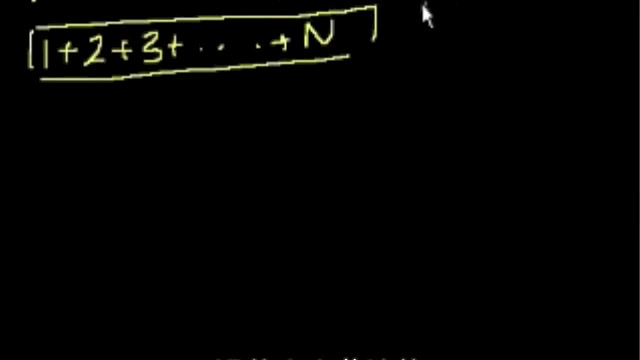 1+2+3+ . . . . + N